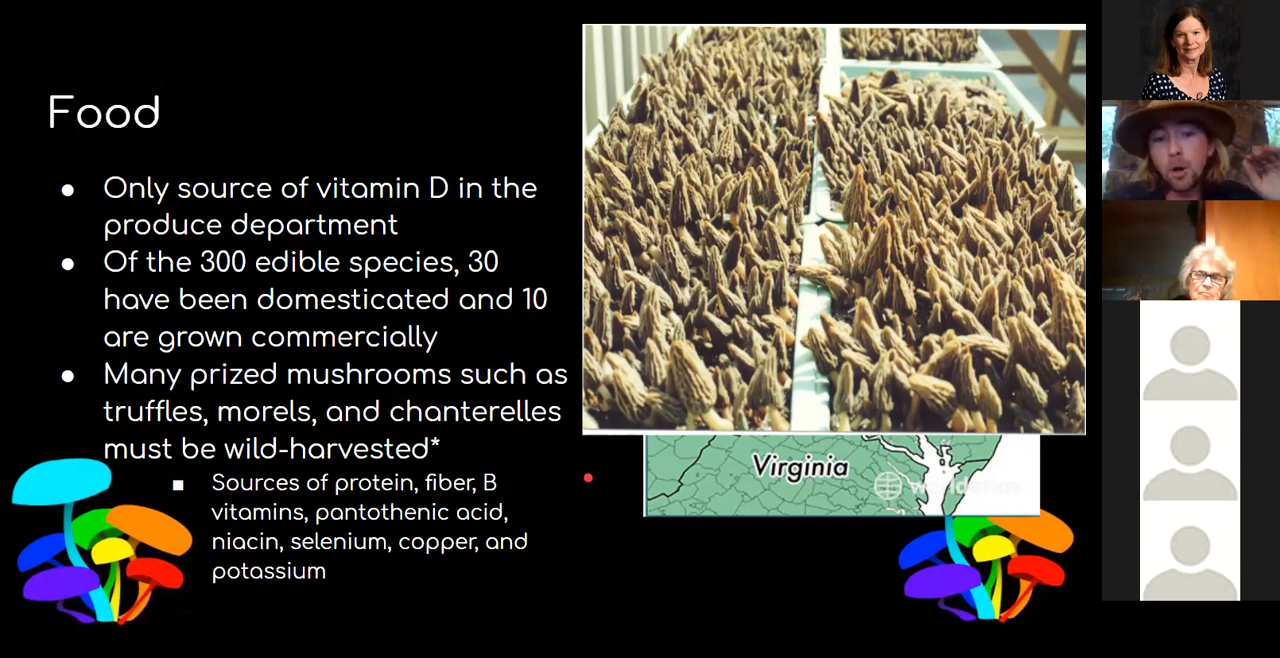 Food
Only source of vitamin D in the
produce department
Of the 300 edible species, 30
have been domesticated and 10
are grown commercially
Many prized mushrooms such as
truffles, morels, and chanterelles
must be wild-harvested*
Sources of protein, fiber, B
vitamins, pantothenic acid,
niacin, selenium, copper, and
potassium
Virginia